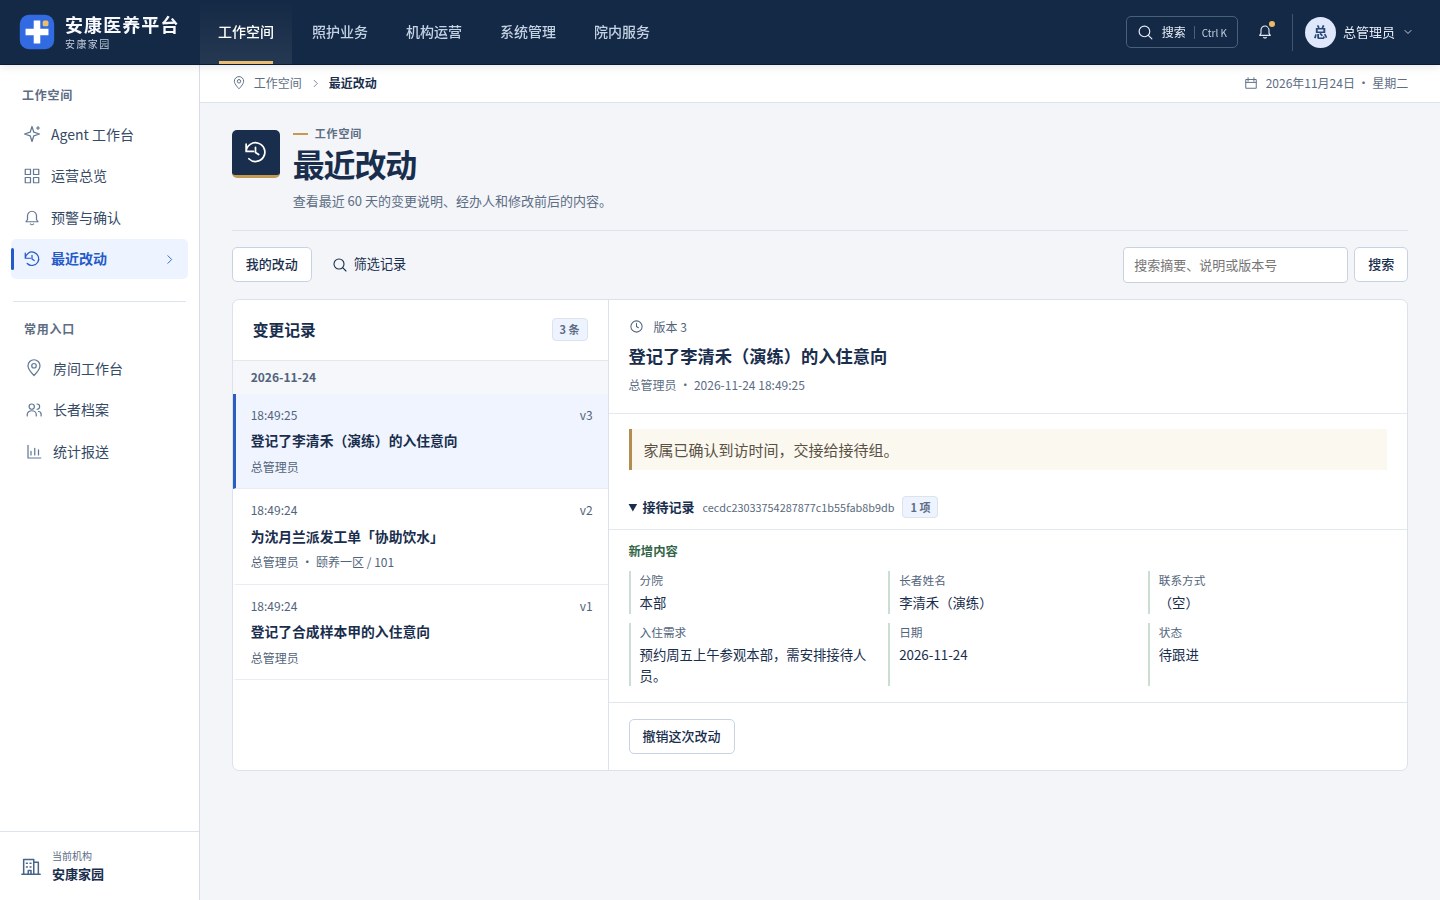 安康医养平台
安康家园
工作空间
照护业务
机构运营
系统管理
院内服务
搜索
Ctrl K
总
总管理员
工作空间
Agent 工作台
运营总览
预警与确认
最近改动
常用入口
房间工作台
长者档案
统计报送
当前机构
安康家园
工作空间
最近改动
2026年11月24日 · 星期二
工作空间
最近改动
查看最近 60 天的变更说明、经办人和修改前后的内容。
我的改动
筛选记录
搜索摘要、说明或版本号
搜索
变更记录
3 条
2026-11-24
18:49:25
v3
登记了李清禾（演练）的入住意向
总管理员
18:49:24
v2
为沈月兰派发工单「协助饮水」
总管理员 · 颐养一区 / 101
18:49:24
v1
登记了合成样本甲的入住意向
总管理员
版本 3
登记了李清禾（演练）的入住意向
总管理员 · 2026-11-24 18:49:25
家属已确认到访时间，交接给接待组。
接待记录
cecdc23033754287877c1b55fab8b9db
1 项
新增内容
分院
本部
长者姓名
李清禾（演练）
联系方式
（空）
入住需求
预约周五上午参观本部，需安排接待人
员。
日期
2026-11-24
状态
待跟进
撤销这次改动